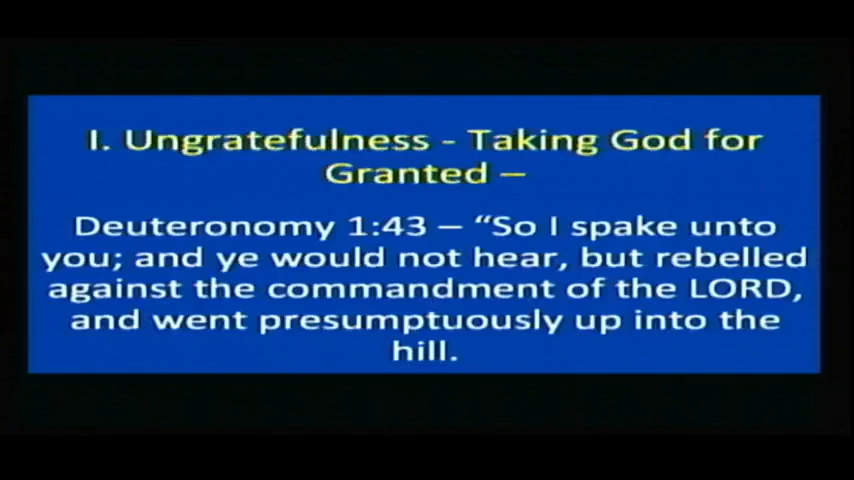 I. Ungratefulness - Taking God for
Granted –
Deuteronomy 1:43 – “So I spake unto
you; and ye would not hear, but rebelled
against the commandment of the LORD,
and went presumptuously up into the
hill.